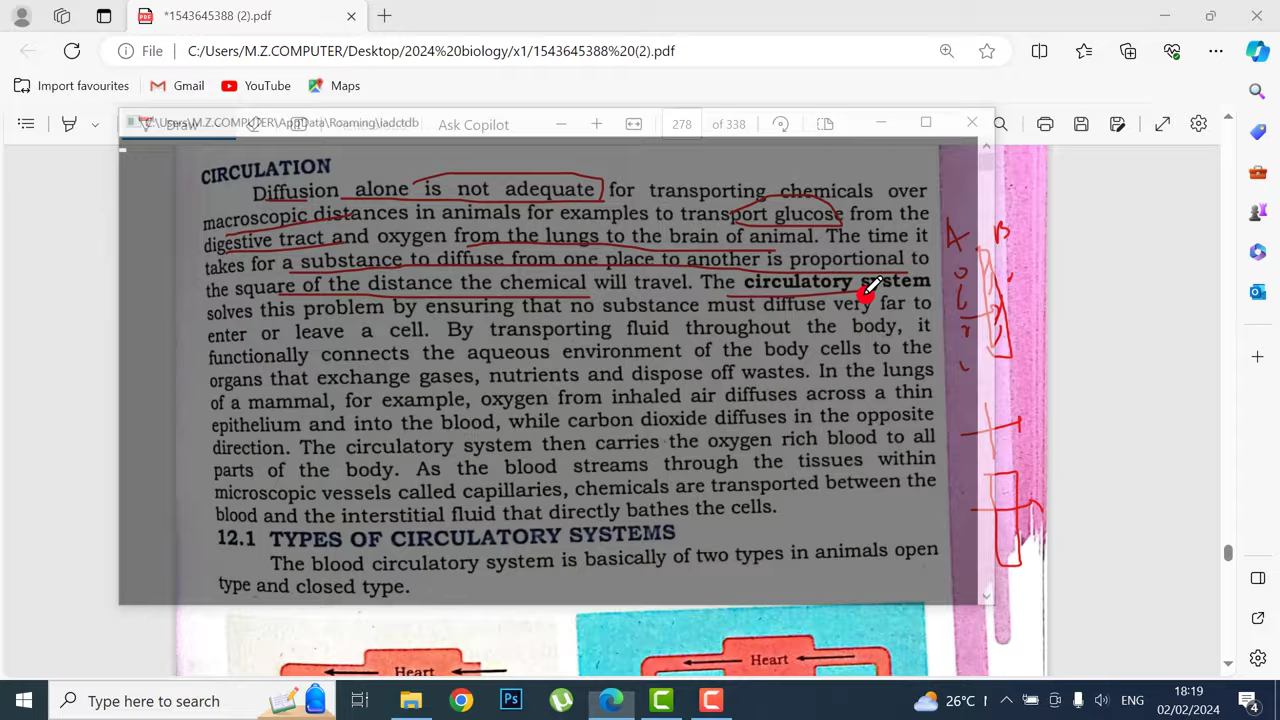 *1543645388 (2).pdf
File C:/Users/M.Z.COMPUTER/Desktop/2024%20biology/x1/1543645388%20(2).pdf
Import favourites Gmail YouTube Maps
C:\Users\M.Z.COMPUTER\AppData\Roaming\iadctdb
Draw Ask Copilot 278 of 338
CIRCULATION
Diffusion alone is not adequate for transporting chemicals over
macroscopic distances in animals for examples to transport glucose from the
digestive tract and oxygen from the lungs to the brain of animal. The time it
takes for a substance to diffuse from one place to another is proportional to
the square of the distance the chemical will travel. The circulatory system
solves this problem by ensuring that no substance must diffuse very far to
enter or leave a cell. By transporting fluid throughout the body, it
functionally connects the aqueous environment of the body cells to the
organs that exchange gases, nutrients and dispose off wastes. In the lungs
of a mammal, for example, oxygen from inhaled air diffuses across a thin
epithelium and into the blood, while carbon dioxide diffuses in the opposite
direction. The circulatory system then carries the oxygen rich blood to all
parts of the body. As the blood streams through the tissues within
microscopic vessels called capillaries, chemicals are transported between the
blood and the interstitial fluid that directly bathes the cells.
12.1 TYPES OF CIRCULATORY SYSTEMS
The blood circulatory system is basically of two types in animals open
type and closed type.
A B
Heart Heart
Type here to search
26°C
ENG
18:19
02/02/2024
4